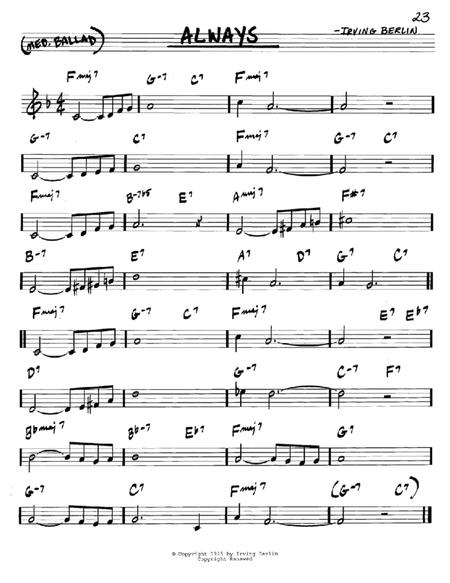 23
(MED. BALLAD) ALWAYS -IRVING BERLIN
Fmaj7 G-7 C7 Fmaj7
4 4
G-7 C7 Fmaj7 G-7 C7
Fmaj7 B-7b5 E7 Amaj7 F#7
B-7 E7 A7 D7 G7 C7
Fmaj7 G-7 C7 Fmaj7 E7 Eb7
D7 G-7 C-7 F7
Bbmaj7 Bb-7 Eb7 Fmaj7 G7
G-7 C7 Fmaj7 (G-7 C7)
© Copyright 1925 by Irving Berlin
Copyright Renewed